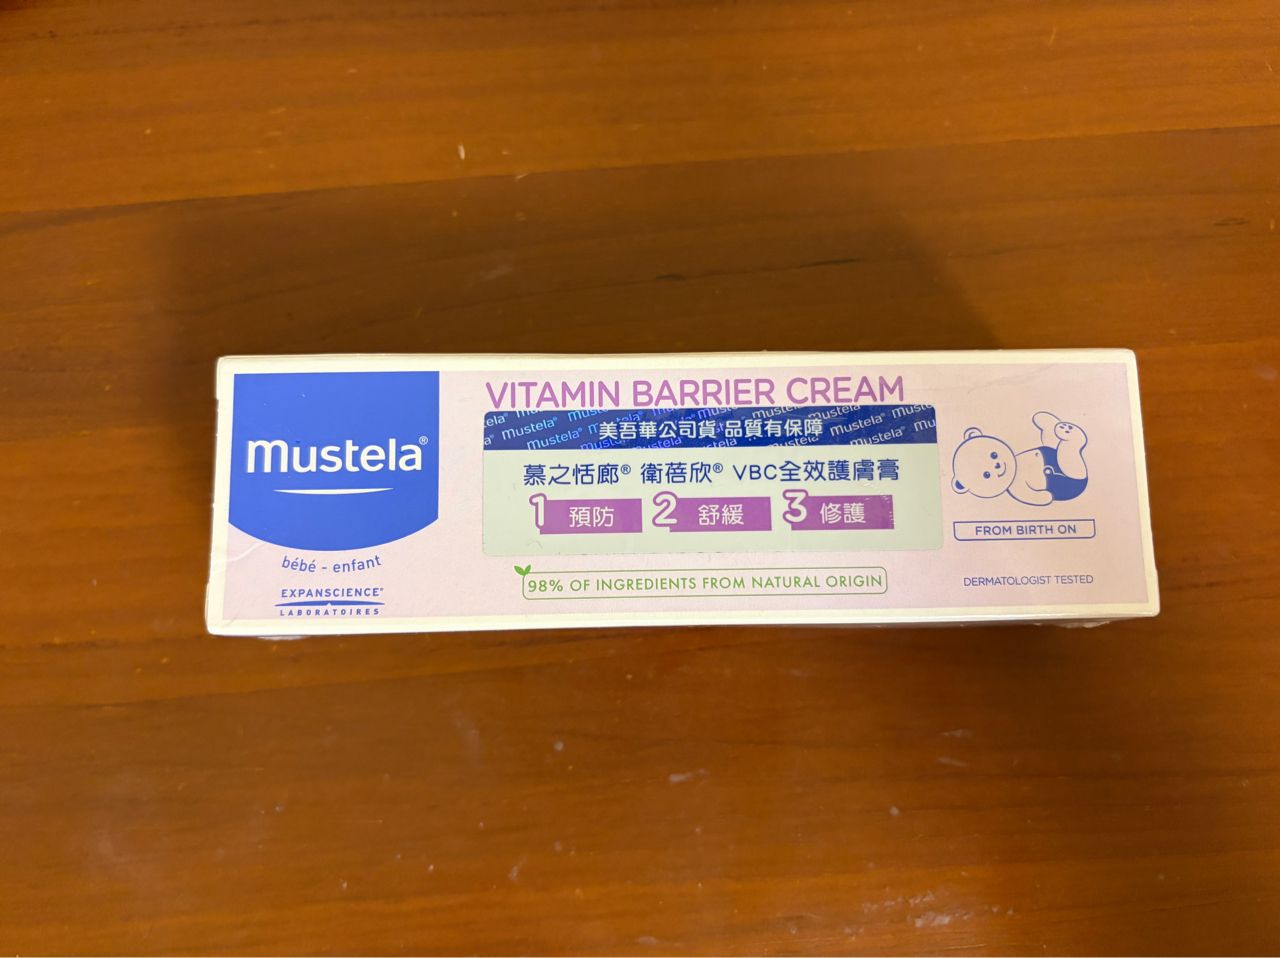 mustela®
bébé - enfant
EXPANSCIENCE®
LABORATOIRES
VITAMIN BARRIER CREAM
美吾華公司貨 品質有保障
慕之恬廊® 衛蓓欣® VBC全效護膚膏
1 預防 2 舒緩 3 修護
98% OF INGREDIENTS FROM NATURAL ORIGIN
FROM BIRTH ON
DERMATOLOGIST TESTED